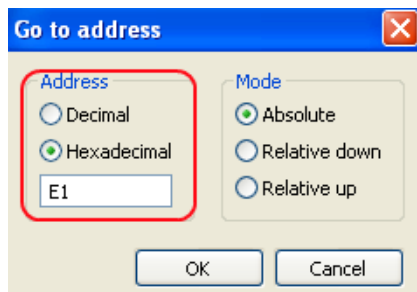 Go to address
Address
Decimal
Hexadecimal
E1
Mode
Absolute
Relative down
Relative up
OK
Cancel